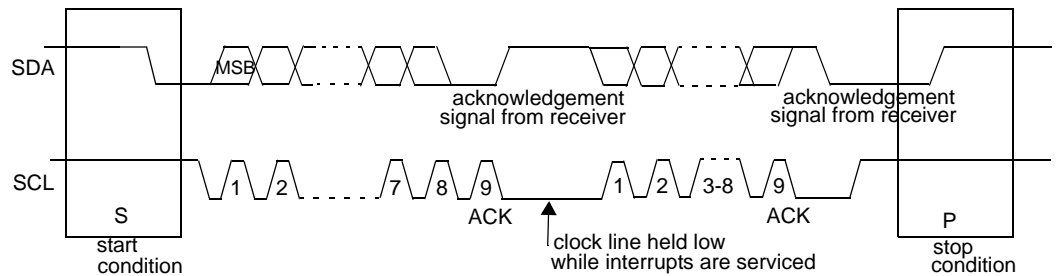 SDA
MSB
acknowledgement
signal from receiver
acknowledgement
signal from receiver
SCL
1
2
7
8
9
1
2
3-8
9
S
ACK
ACK
P
start
condition
clock line held low
while interrupts are serviced
stop
condition